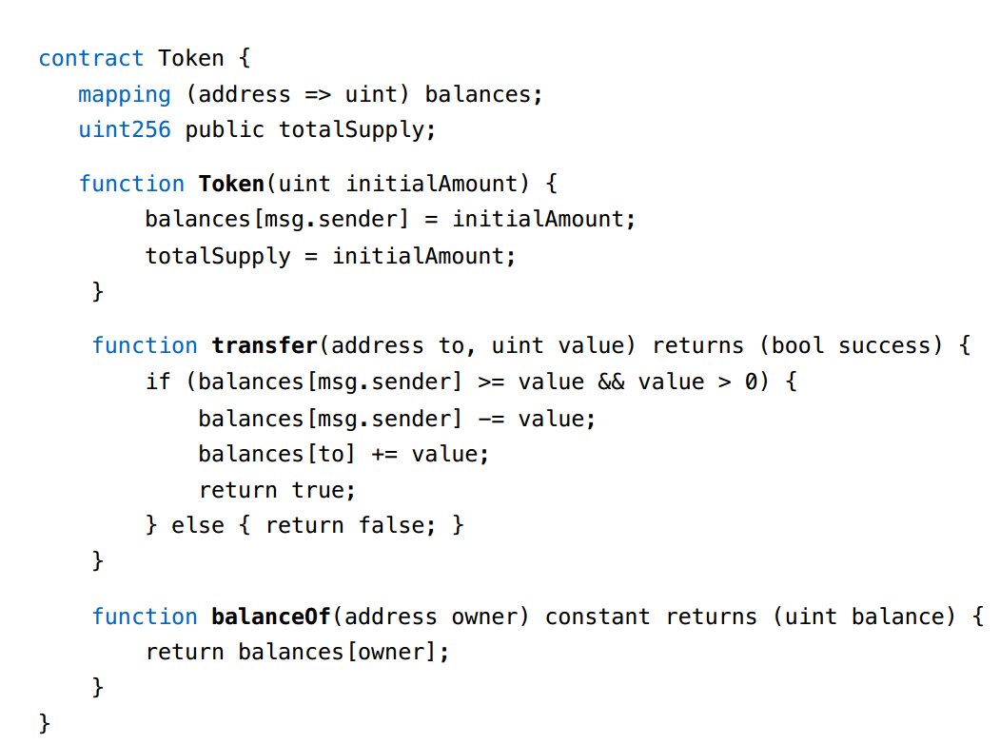 contract Token {
mapping (address => uint) balances;
uint256 public totalSupply;
function Token(uint initialAmount) {
balances[msg.sender] = initialAmount;
totalSupply = initialAmount;
}
function transfer(address to, uint value) returns (bool success) {
if (balances[msg.sender] >= value && value > 0) {
balances[msg.sender] −= value;
balances[to] += value;
return true;
} else { return false; }
}
function balanceOf(address owner) constant returns (uint balance) {
return balances[owner];
}
}